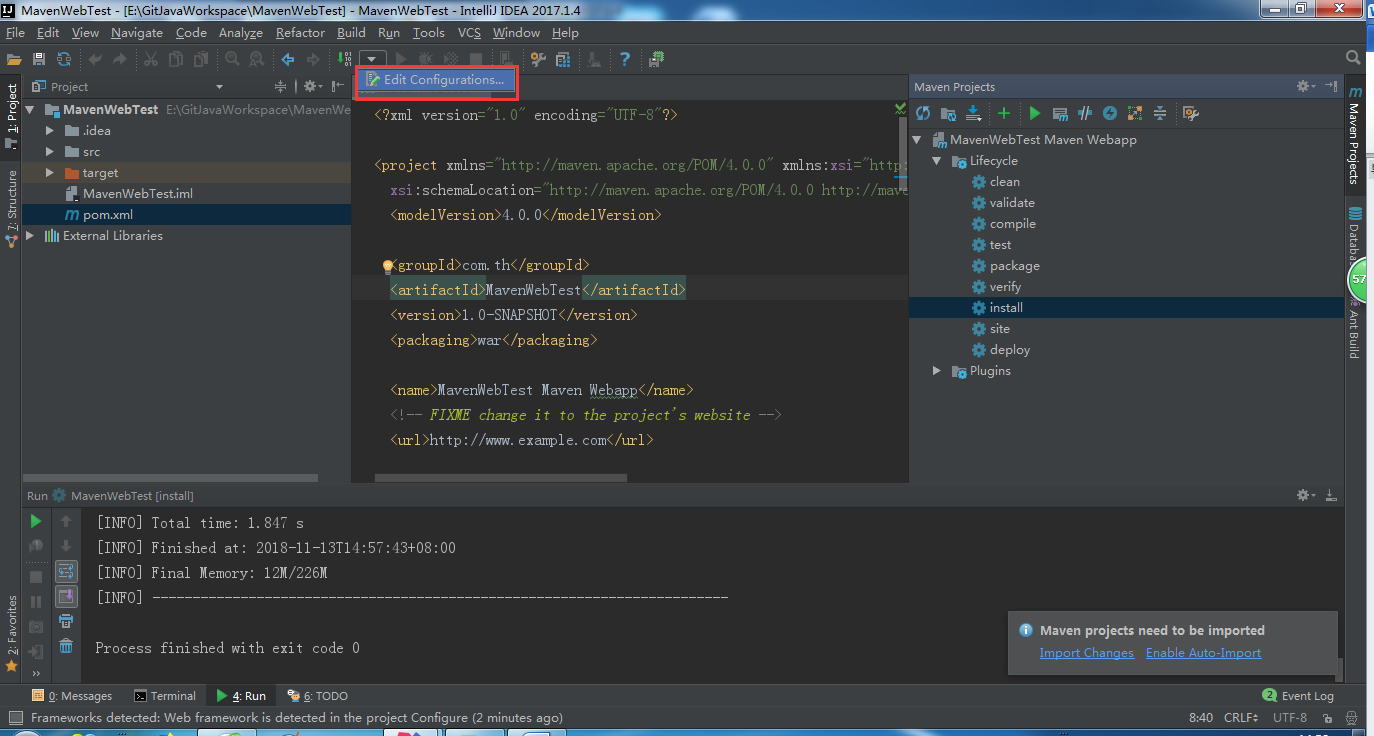 MavenWebTest - [E:\GitJavaWorkspace\MavenWebTest] - MavenWebTest - IntelliJ IDEA 2017.1.4
File Edit View Navigate Code Analyze Refactor Build Run Tools VCS Window Help
Edit Configurations...
1: Project
7: Structure
2: Favorites
Project
MavenWebTest E:\GitJavaWorkspace\MavenWe
.idea
src
target
MavenWebTest.iml
pom.xml
External Libraries
<?xml version="1.0" encoding="UTF-8"?>
<project xmlns="http://maven.apache.org/POM/4.0.0" xmlns:xsi="http:
xsi:schemaLocation="http://maven.apache.org/POM/4.0.0 http://mave
<modelVersion>4.0.0</modelVersion>
<groupId>com.th</groupId>
<artifactId>MavenWebTest</artifactId>
<version>1.0-SNAPSHOT</version>
<packaging>war</packaging>
<name>MavenWebTest Maven Webapp</name>
<!-- FIXME change it to the project's website -->
<url>http://www.example.com</url>
Maven Projects
MavenWebTest Maven Webapp
Lifecycle
clean
validate
compile
test
package
verify
install
site
deploy
Plugins
Maven Projects
Databas
57
Ant Build
Run MavenWebTest [install]
[INFO] Total time: 1.847 s
[INFO] Finished at: 2018-11-13T14:57:43+08:00
[INFO] Final Memory: 12M/226M
[INFO] ------------------------------------------------------------------------
Process finished with exit code 0
Maven projects need to be imported
Import Changes Enable Auto-Import
0: Messages Terminal 4: Run 6: TODO 2 Event Log
Frameworks detected: Web framework is detected in the project Configure (2 minutes ago) 8:40 CRLF UTF-8